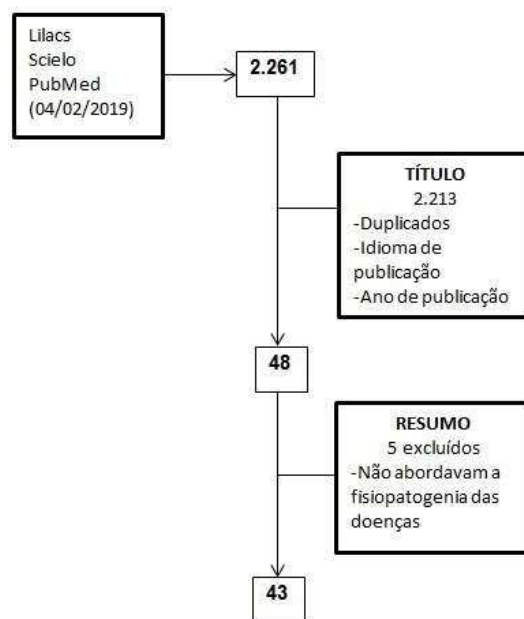 Lilacs
Scielo
PubMed
(04/02/2019)
2.261
TÍTULO
2.213
-Duplicados
-Idioma de
publicação
-Ano de publicação
48
RESUMO
5 excluídos
-Não abordavam a
fisiopatogenia das
doenças
43